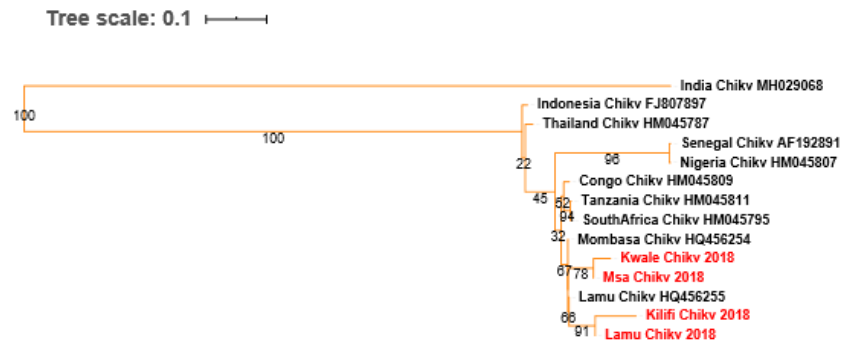 Tree scale: 0.1
India Chikv MH029068
Indonesia Chikv FJ807897
100
Thailand Chikv HM045787
100
Senegal Chikv AF192891
96
22
Nigeria Chikv HM045807
Congo Chikv HM045809
45
52
Tanzania Chikv HM045811
94
SouthAfrica Chikv HM045795
32
Mombasa Chikv HQ456254
Kwale Chikv 2018
67
78
Msa Chikv 2018
Lamu Chikv HQ456255
66
Kilifi Chikv 2018
91
Lamu Chikv 2018